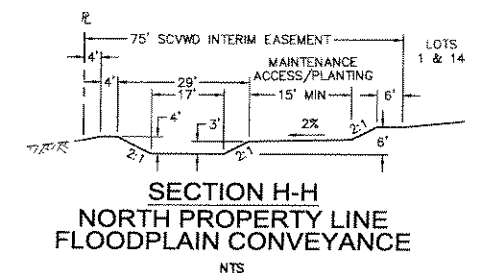 PL
75' SCVWD INTERIM EASEMENT
LOTS
1 & 14
4'
MAINTENANCE
ACCESS/PLANTING
4'
29'
17'
15' MIN
6'
4'
3'
2%
2:1
2:1
2:1
6'
SECTION H-H
NORTH PROPERTY LINE
FLOODPLAIN CONVEYANCE
NTS